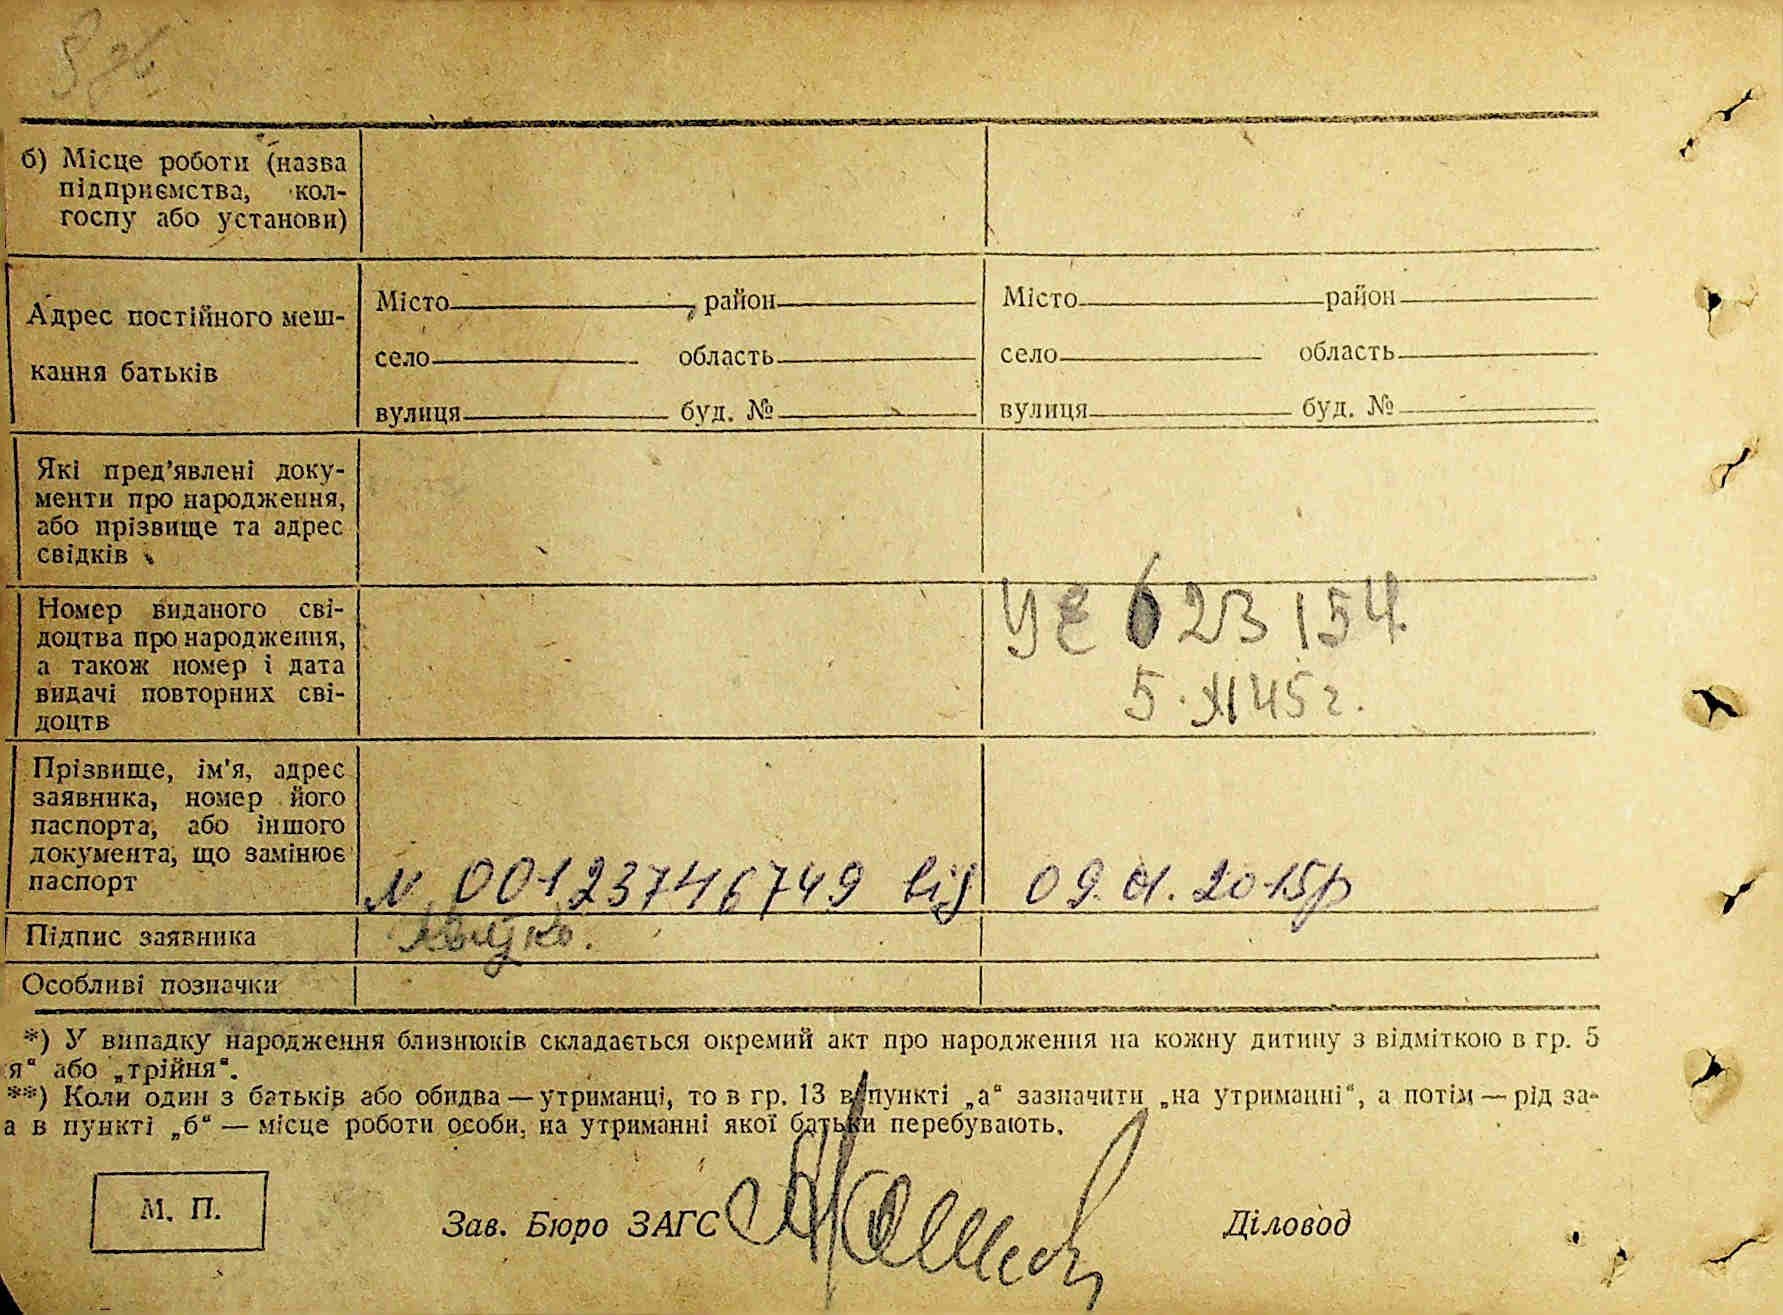 б) Місце роботи (назва
підприємства, кол-
госпу або установи)
Адрес постійного меш-
кання батьків
Місто район
село область
вулиця буд. №
Місто район
село область
вулиця буд. №
Які пред'явлені доку-
менти про народження,
або прізвище та адрес
свідків
Номер виданого сві-
доцтва про народження,
а також номер і дата
видачі повторних сві-
доцтв
УЕ 623154.
5.XI 45 г.
Прізвище, ім'я, адрес
заявника, номер його
паспорта, або іншого
документа, що замінює
паспорт
N 00123746749 від 09.01.2015р
Підпис заявника
Особливі позначки
*) У випадку народження близнюків складається окремий акт про народження на кожну дитину з відміткою в гр. 5
я“ або „трійня“.
**) Коли один з батьків або обидва — утриманці, то в гр. 13 в пункті „а“ зазначити „на утриманні“, а потім — рід за-
а в пункті „б“ — місце роботи особи, на утриманні якої батьки перебувають.
М. П.
Зав. Бюро ЗАГС
Діловод